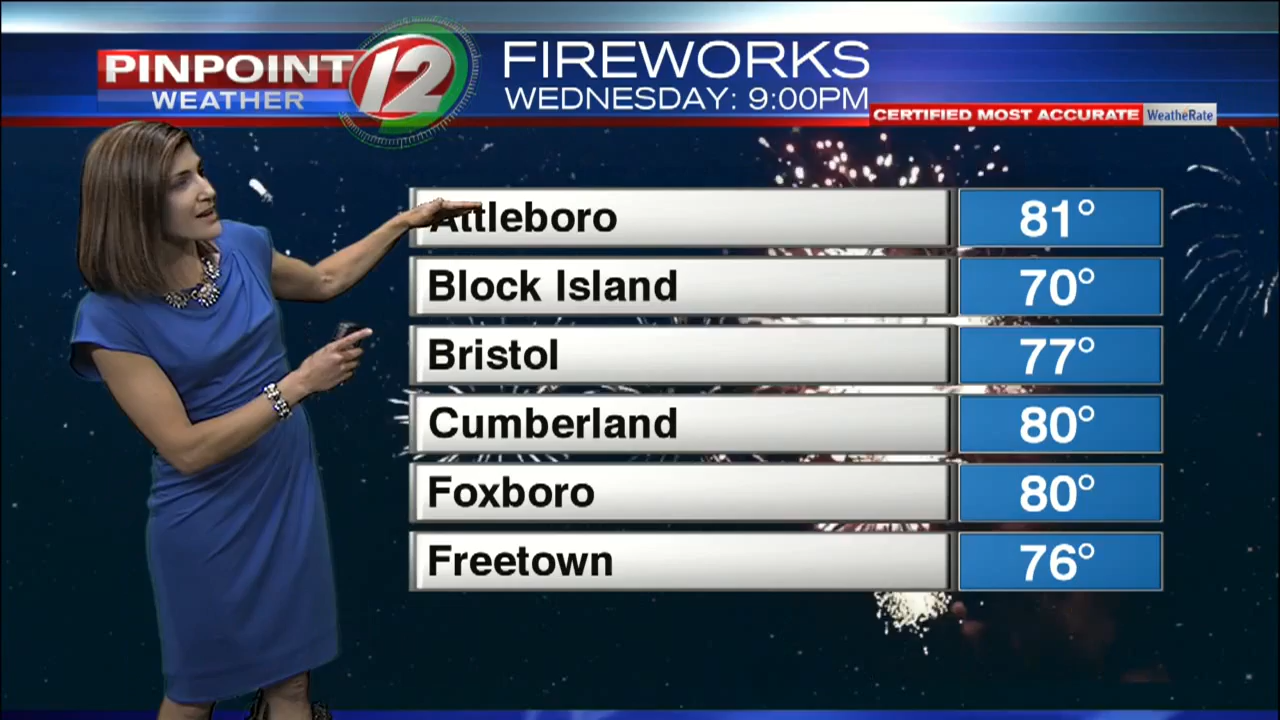 PINPOINT
WEATHER
12
FIREWORKS
WEDNESDAY: 9:00PM
CERTIFIED MOST ACCURATE WeatheRate
Attleboro 81°
Block Island 70°
Bristol 77°
Cumberland 80°
Foxboro 80°
Freetown 76°